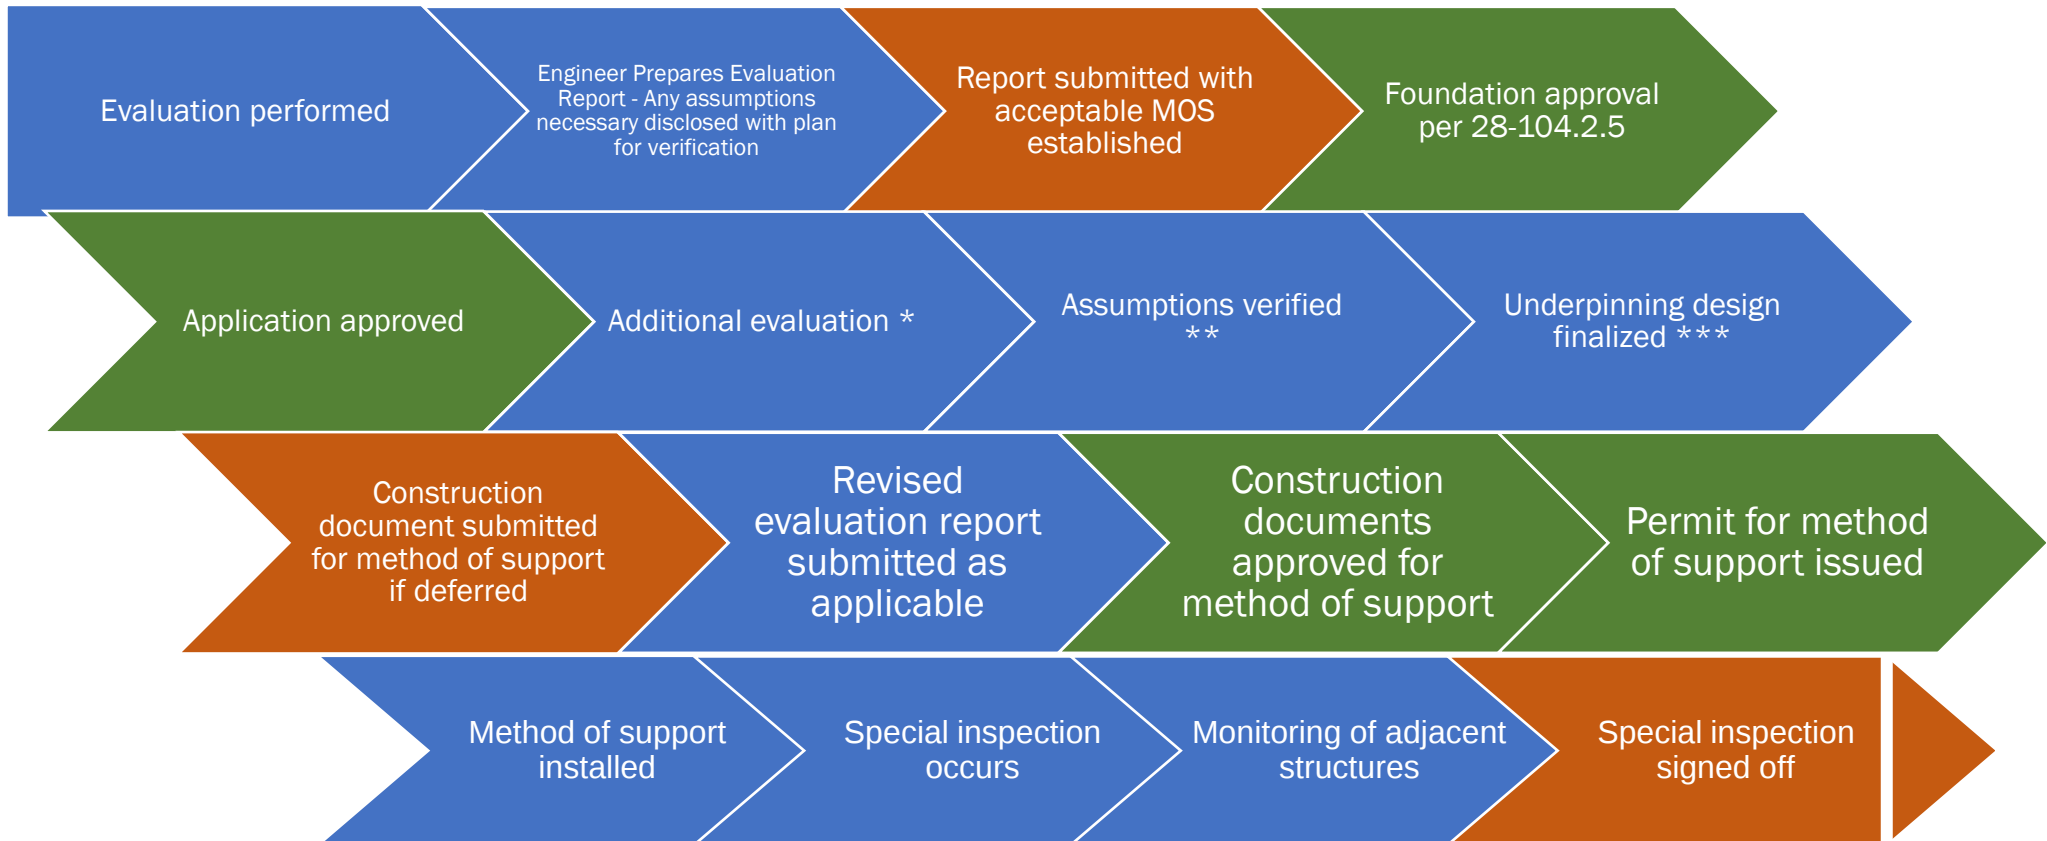 Evaluation performed
Engineer Prepares Evaluation
Report - Any assumptions
necessary disclosed with plan
for verification
Report submitted with
acceptable MOS
established
Foundation approval
per 28-104.2.5
Application approved
Additional evaluation *
Assumptions verified
**
Underpinning design
finalized ***
Construction
document submitted
for method of support
if deferred
Revised
evaluation report
submitted as
applicable
Construction
documents
approved for
method of support
Permit for method
of support issued
Method of support
installed
Special inspection
occurs
Monitoring of adjacent
structures
Special inspection
signed off